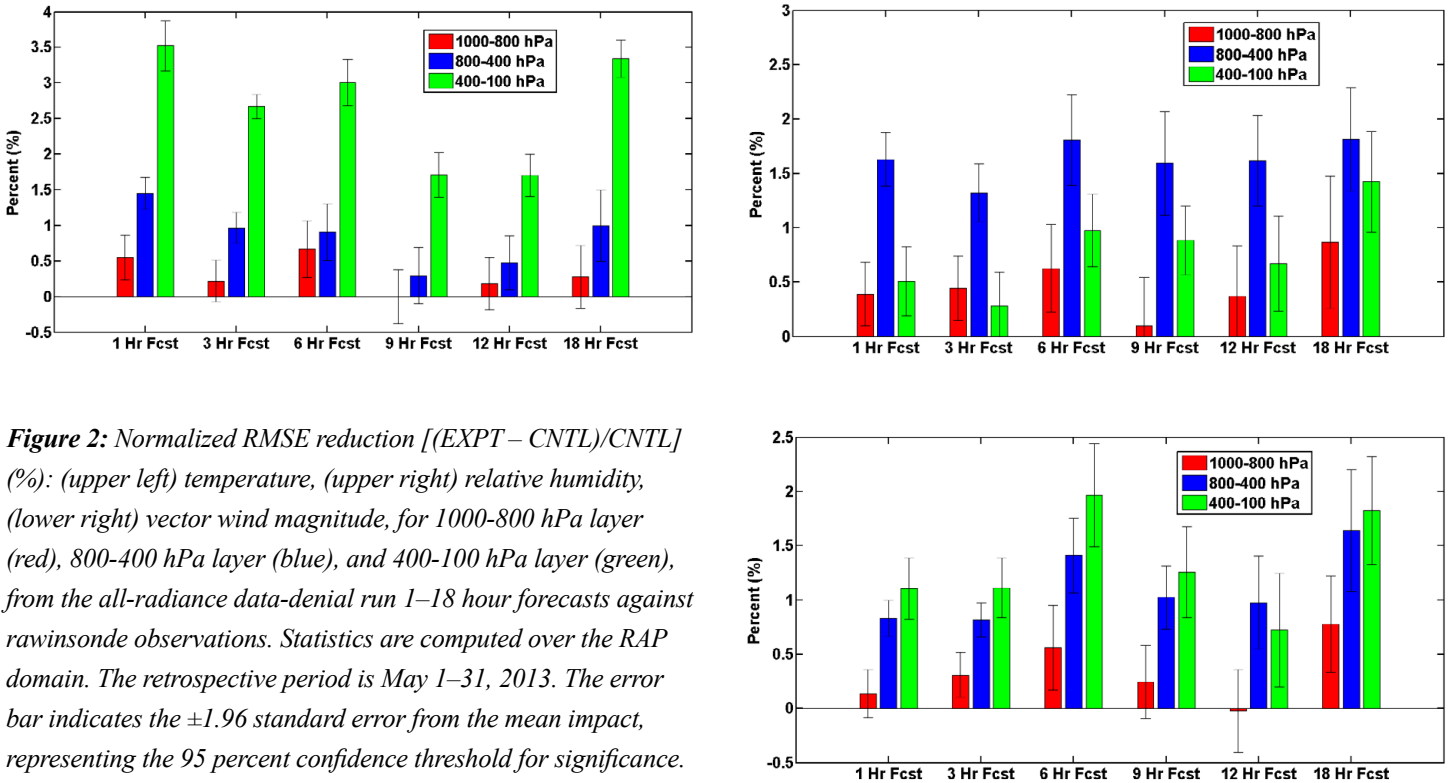 4
3.5
3
2.5
2
1.5
1
0.5
0
-0.5
Percent (%)
1000-800 hPa
800-400 hPa
400-100 hPa
1 Hr Fcst 3 Hr Fcst 6 Hr Fcst 9 Hr Fcst 12 Hr Fcst 18 Hr Fcst
3
2.5
2
1.5
1
0.5
0
Percent (%)
1000-800 hPa
800-400 hPa
400-100 hPa
1 Hr Fcst 3 Hr Fcst 6 Hr Fcst 9 Hr Fcst 12 Hr Fcst 18 Hr Fcst
Figure 2: Normalized RMSE reduction [(EXPT – CNTL)/CNTL]
(%): (upper left) temperature, (upper right) relative humidity,
(lower right) vector wind magnitude, for 1000-800 hPa layer
(red), 800-400 hPa layer (blue), and 400-100 hPa layer (green),
from the all-radiance data-denial run 1–18 hour forecasts against
rawinsonde observations. Statistics are computed over the RAP
domain. The retrospective period is May 1–31, 2013. The error
bar indicates the ±1.96 standard error from the mean impact,
representing the 95 percent confidence threshold for significance.
2.5
2
1.5
1
0.5
0
-0.5
Percent (%)
1000-800 hPa
800-400 hPa
400-100 hPa
1 Hr Fcst 3 Hr Fcst 6 Hr Fcst 9 Hr Fcst 12 Hr Fcst 18 Hr Fcst